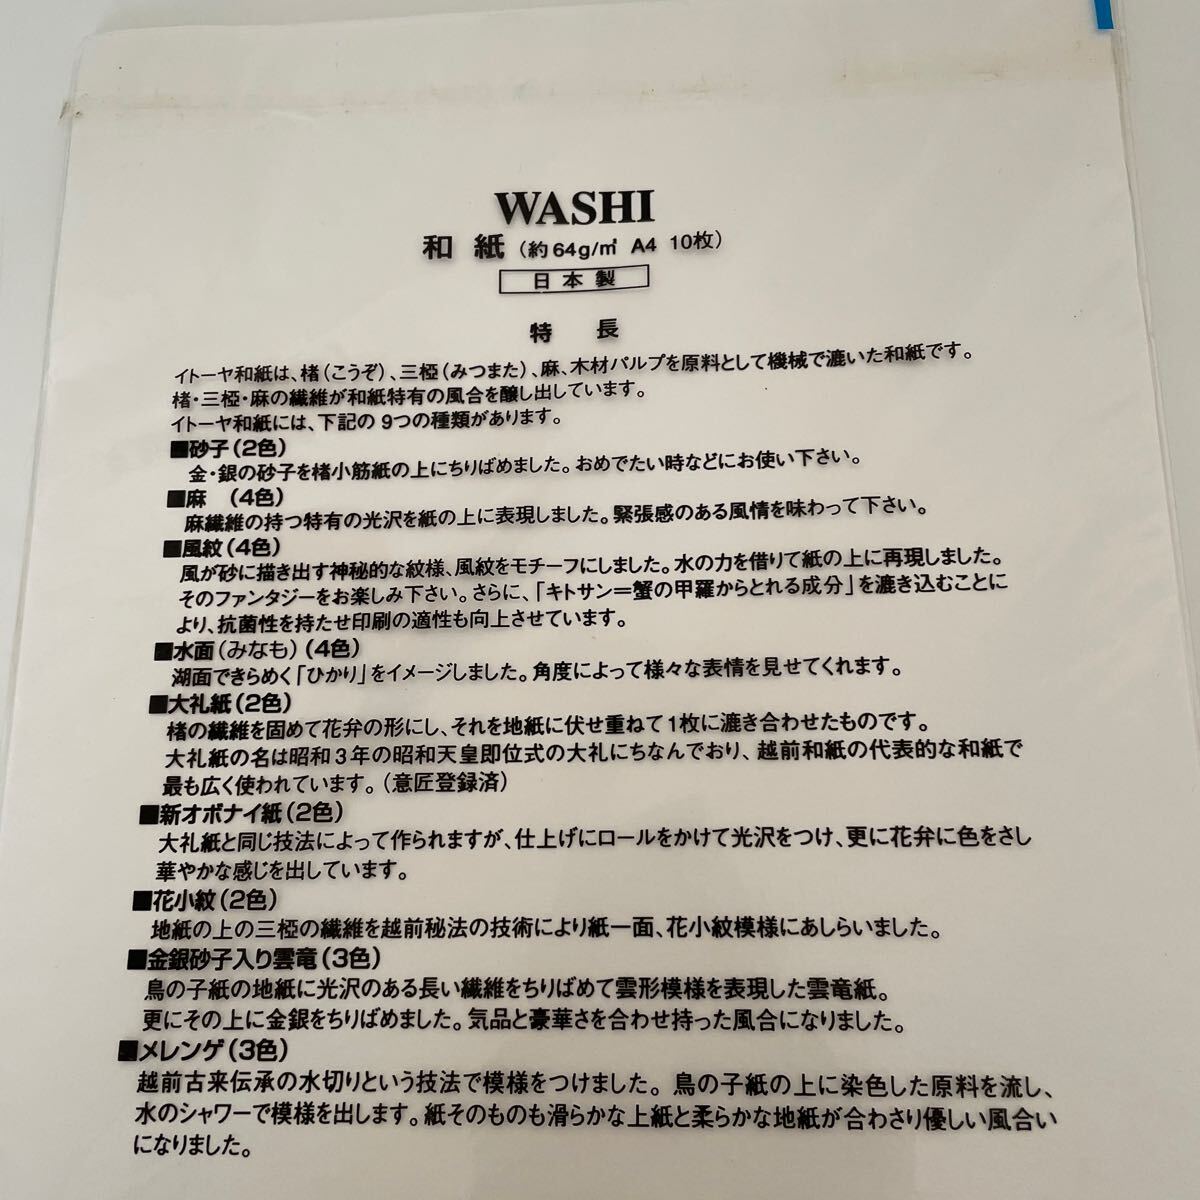 WASHI
和紙(約64g/㎡ A4 10枚)
日本製
特 長
イトーヤ和紙は、楮(こうぞ)、三椏(みつまた)、麻、木材パルプを原料として機械で漉いた和紙です。
楮・三椏・麻の繊維が和紙特有の風合を醸し出しています。
イトーヤ和紙には、下記の9つの種類があります。
■砂子(2色)
金・銀の砂子を楮小筋紙の上にちりばめました。おめでたい時などにお使い下さい。
■麻 (4色)
麻繊維の持つ特有の光沢を紙の上に表現しました。緊張感のある風情を味わって下さい。
■風紋(4色)
風が砂に描き出す神秘的な紋様、風紋をモチーフにしました。水の力を借りて紙の上に再現しました。
そのファンタジーをお楽しみ下さい。さらに、「キトサン=蟹の甲羅からとれる成分」を漉き込むことに
より、抗菌性を持たせ印刷の適性も向上させています。
■水面(みなも)(4色)
湖面できらめく「ひかり」をイメージしました。角度によって様々な表情を見せてくれます。
■大礼紙(2色)
楮の繊維を固めて花弁の形にし、それを地紙に伏せ重ねて1枚に漉き合わせたものです。
大礼紙の名は昭和3年の昭和天皇即位式の大礼にちなんでおり、越前和紙の代表的な和紙で
最も広く使われています。(意匠登録済)
■新オボナイ紙(2色)
大礼紙と同じ技法によって作られますが、仕上げにロールをかけて光沢をつけ、更に花弁に色をさし
華やかな感じを出しています。
■花小紋(2色)
地紙の上の三椏の繊維を越前秘法の技術により紙一面、花小紋模様にあしらいました。
■金銀砂子入り雲竜(3色)
鳥の子紙の地紙に光沢のある長い繊維をちりばめて雲形模様を表現した雲竜紙。
更にその上に金銀をちりばめました。気品と豪華さを合わせ持った風合になりました。
■メレンゲ(3色)
越前古来伝承の水切りという技法で模様をつけました。鳥の子紙の上に染色した原料を流し、
水のシャワーで模様を出します。紙そのものも滑らかな上紙と柔らかな地紙が合わさり優しい風合い
になりました。